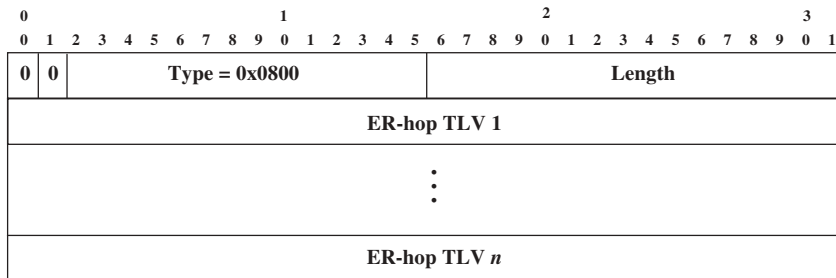 0 1 2 3
0 1 2 3 4 5 6 7 8 9 0 1 2 3 4 5 6 7 8 9 0 1 2 3 4 5 6 7 8 9 0 1
0 0 Type = 0x0800 Length
ER-hop TLV 1
ER-hop TLV n